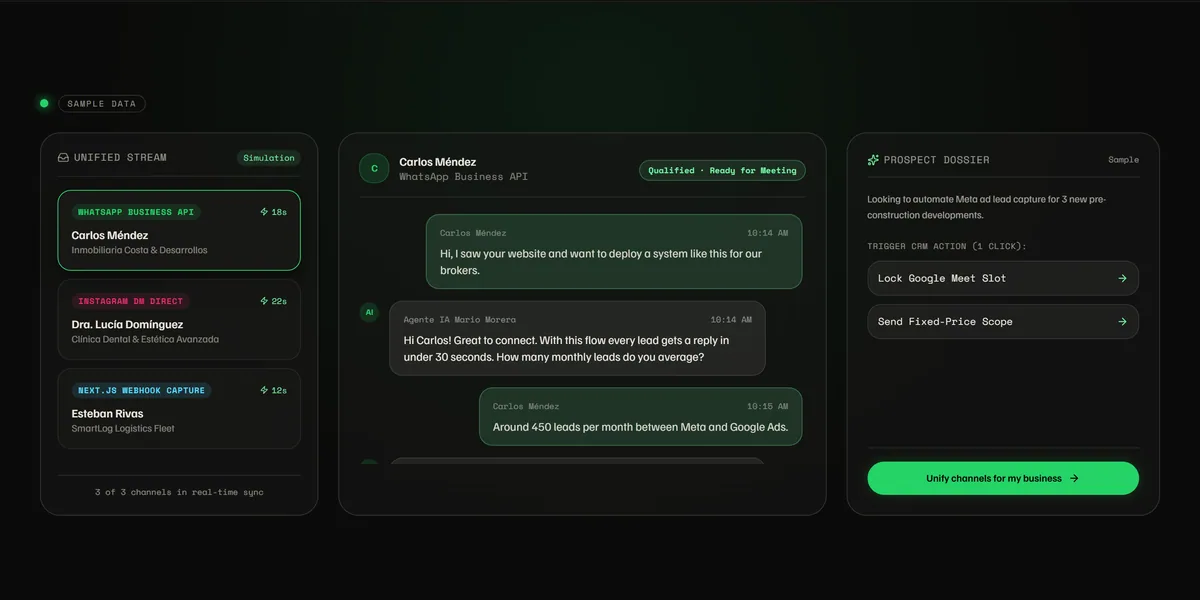 SAMPLE DATA
UNIFIED STREAM
Simulation
WHATSAPP BUSINESS API
18s
Carlos Méndez
Inmobiliaria Costa & Desarrollos
INSTAGRAM DM DIRECT
22s
Dra. Lucía Domínguez
Clínica Dental & Estética Avanzada
NEXT.JS WEBHOOK CAPTURE
12s
Esteban Rivas
SmartLog Logistics Fleet
3 of 3 channels in real-time sync
C
Carlos Méndez
WhatsApp Business API
Qualified · Ready for Meeting
Carlos Méndez
10:14 AM
Hi, I saw your website and want to deploy a system like this for our
brokers.
AI
Agente IA Mario Morera
10:14 AM
Hi Carlos! Great to connect. With this flow every lead gets a reply in
under 30 seconds. How many monthly leads do you average?
Carlos Méndez
10:15 AM
Around 450 leads per month between Meta and Google Ads.
PROSPECT DOSSIER
Sample
Looking to automate Meta ad lead capture for 3 new pre-
construction developments.
TRIGGER CRM ACTION (1 CLICK):
Lock Google Meet Slot
Send Fixed-Price Scope
Unify channels for my business